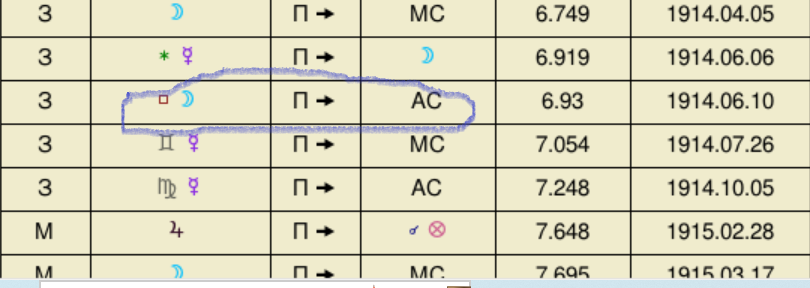 З ☽ П → MC 6.749 1914.04.05
З ✶ ☿ П → ☽ 6.919 1914.06.06
З □ ☽ П → AC 6.93 1914.06.10
З ♊ ☿ П → MC 7.054 1914.07.26
З ♍ ☿ П → AC 7.248 1914.10.05
М ♃ П → ☌ ⊗ 7.648 1915.02.28
М ☽ П → MC 7.695 1915.03.17